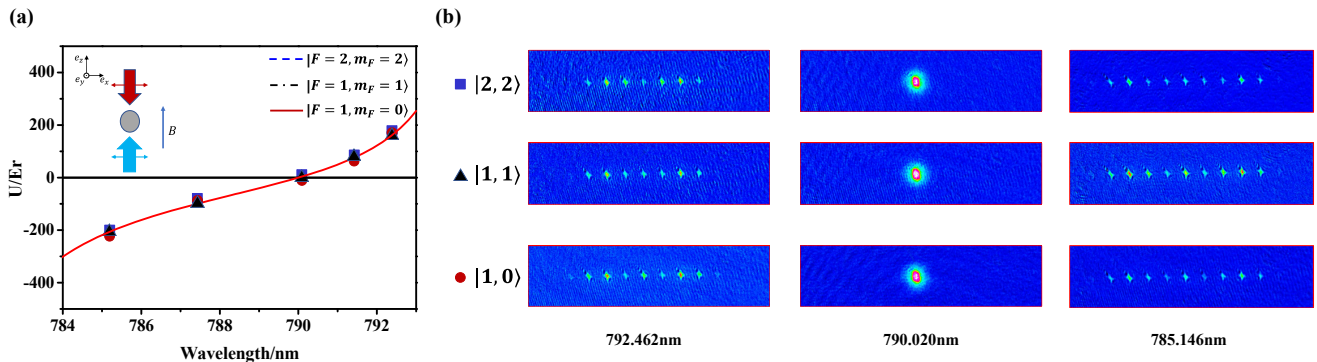 (a)
U/Er
400
200
0
-200
-400
784
786
788
790
792
Wavelength/nm
e_z
e_y
e_x
B
|F = 2, m_F = 2⟩
|F = 1, m_F = 1⟩
|F = 1, m_F = 0⟩
(b)
|2, 2⟩
|1, 1⟩
|1, 0⟩
792.462nm
790.020nm
785.146nm